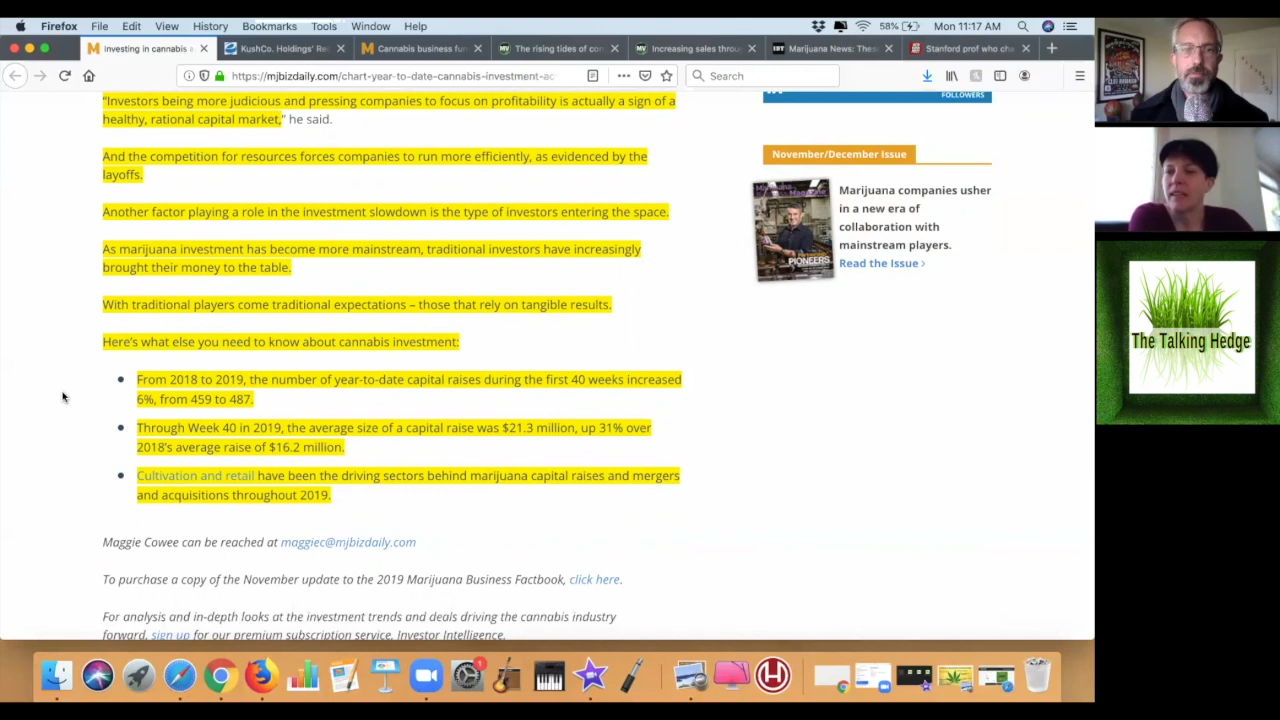 Firefox File Edit View History Bookmarks Tools Window Help 58% Mon 11:17 AM
Investing in cannabis a KushCo. Holdings' Re Cannabis business fun The rising tides of con Increasing sales throu Marijuana News: Thes Stanford prof who cha
https://mjbizdaily.com/chart-year-to-date-cannabis-investment-ac Search
FOLLOWERS
"Investors being more judicious and pressing companies to focus on profitability is actually a sign of a
healthy, rational capital market," he said.
And the competition for resources forces companies to run more efficiently, as evidenced by the
layoffs.
Another factor playing a role in the investment slowdown is the type of investors entering the space.
As marijuana investment has become more mainstream, traditional investors have increasingly
brought their money to the table.
With traditional players come traditional expectations – those that rely on tangible results.
Here's what else you need to know about cannabis investment:
From 2018 to 2019, the number of year-to-date capital raises during the first 40 weeks increased
6%, from 459 to 487.
Through Week 40 in 2019, the average size of a capital raise was $21.3 million, up 31% over
2018's average raise of $16.2 million.
Cultivation and retail have been the driving sectors behind marijuana capital raises and mergers
and acquisitions throughout 2019.
Maggie Cowee can be reached at maggiec@mjbizdaily.com
To purchase a copy of the November update to the 2019 Marijuana Business Factbook, click here.
For analysis and in-depth looks at the investment trends and deals driving the cannabis industry
forward, sign up for our premium subscription service, Investor Intelligence.
November/December Issue
PIONEERS
Marijuana companies usher
in a new era of
collaboration with
mainstream players.
Read the Issue ›
The Talking Hedge